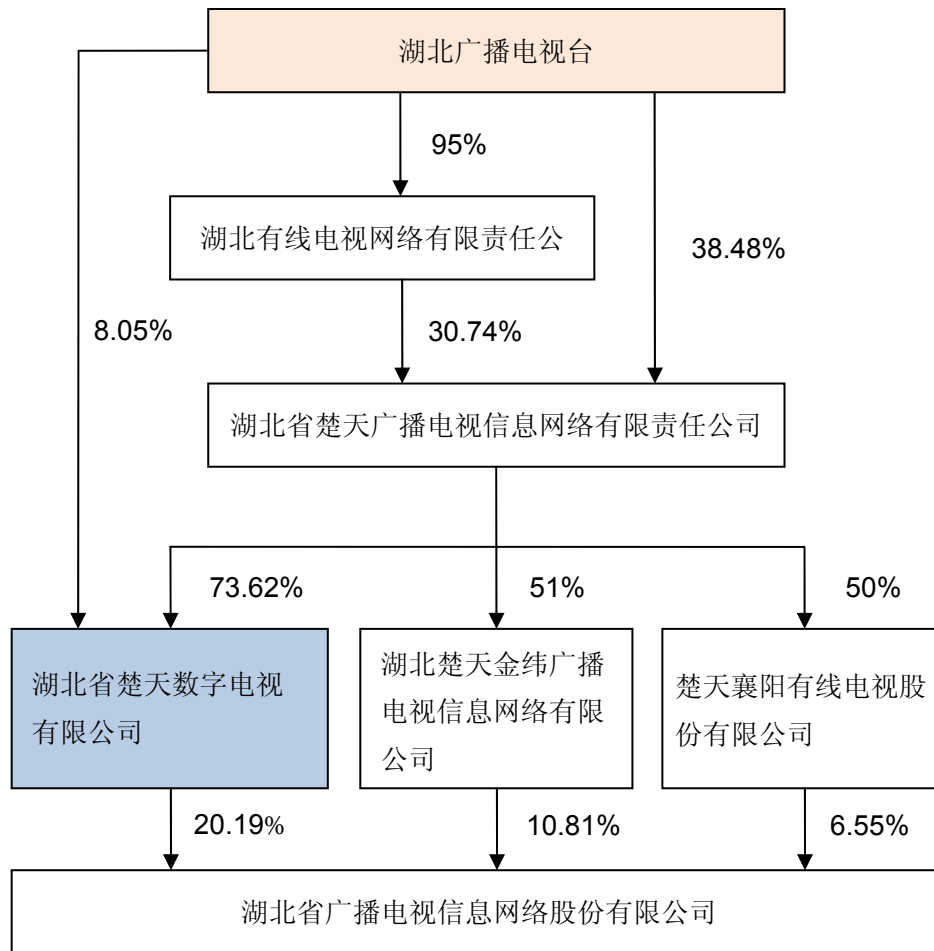 湖北广播电视台
95%
湖北有线电视网络有限责任公
38.48%
8.05%
30.74%
湖北省楚天广播电视信息网络有限责任公司
73.62%
51%
50%
湖北省楚天数字电视
有限公司
湖北楚天金纬广播
电视信息网络有限
公司
楚天襄阳有线电视股
份有限公司
20.19%
10.81%
6.55%
湖北省广播电视信息网络股份有限公司